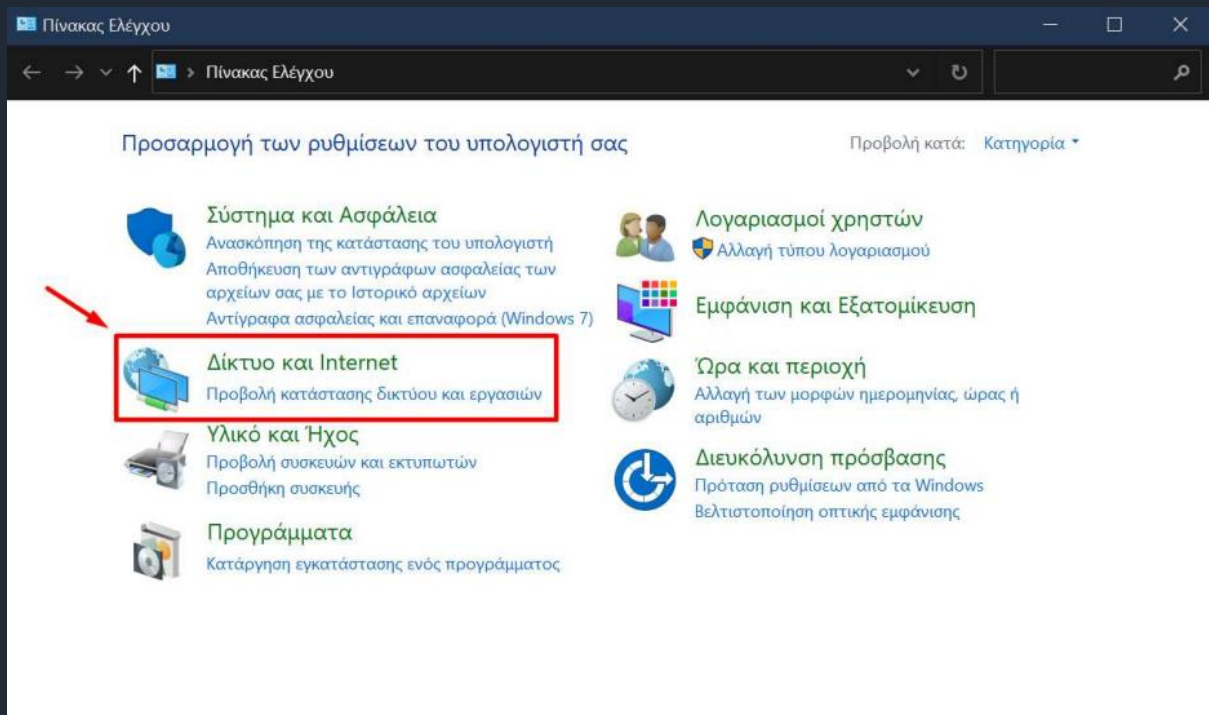 Πίνακας Ελέγχου
Πίνακας Ελέγχου
Προσαρμογή των ρυθμίσεων του υπολογιστή σας
Προβολή κατά: Κατηγορία
Σύστημα και Ασφάλεια
Ανασκόπηση της κατάστασης του υπολογιστή
Αποθήκευση των αντιγράφων ασφαλείας των
αρχείων σας με το Ιστορικό αρχείων
Αντίγραφα ασφαλείας και επαναφορά (Windows 7)
Δίκτυο και Internet
Προβολή κατάστασης δικτύου και εργασιών
Υλικό και Ήχος
Προβολή συσκευών και εκτυπωτών
Προσθήκη συσκευής
Προγράμματα
Κατάργηση εγκατάστασης ενός προγράμματος
Λογαριασμοί χρηστών
Αλλαγή τύπου λογαριασμού
Εμφάνιση και Εξατομίκευση
Ώρα και περιοχή
Αλλαγή των μορφών ημερομηνίας, ώρας ή
αριθμών
Διευκόλυνση πρόσβασης
Πρόταση ρυθμίσεων από τα Windows
Βελτιστοποίηση οπτικής εμφάνισης